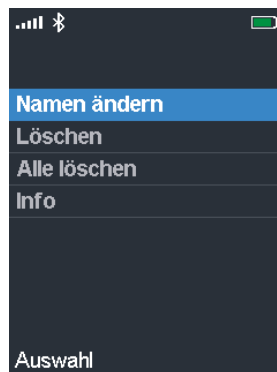 Namen ändern
Löschen
Alle löschen
Info
Auswahl